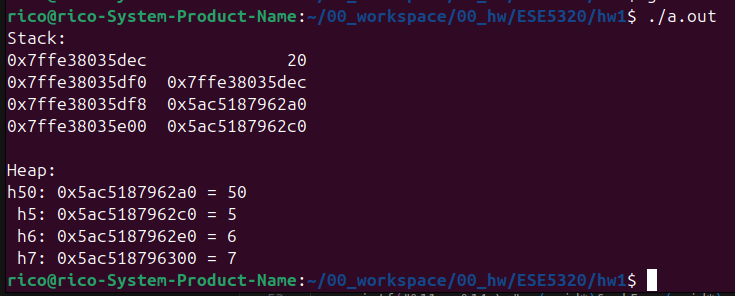 rico@rico-System-Product-Name:~/00_workspace/00_hw/ESE5320/hw1$ ./a.out
Stack:
0x7ffe38035dec                20
0x7ffe38035df0  0x7ffe38035dec
0x7ffe38035df8  0x5ac5187962a0
0x7ffe38035e00  0x5ac5187962c0
Heap:
h50: 0x5ac5187962a0 = 50
 h5: 0x5ac5187962c0 = 5
 h6: 0x5ac5187962e0 = 6
 h7: 0x5ac518796300 = 7
rico@rico-System-Product-Name:~/00_workspace/00_hw/ESE5320/hw1$